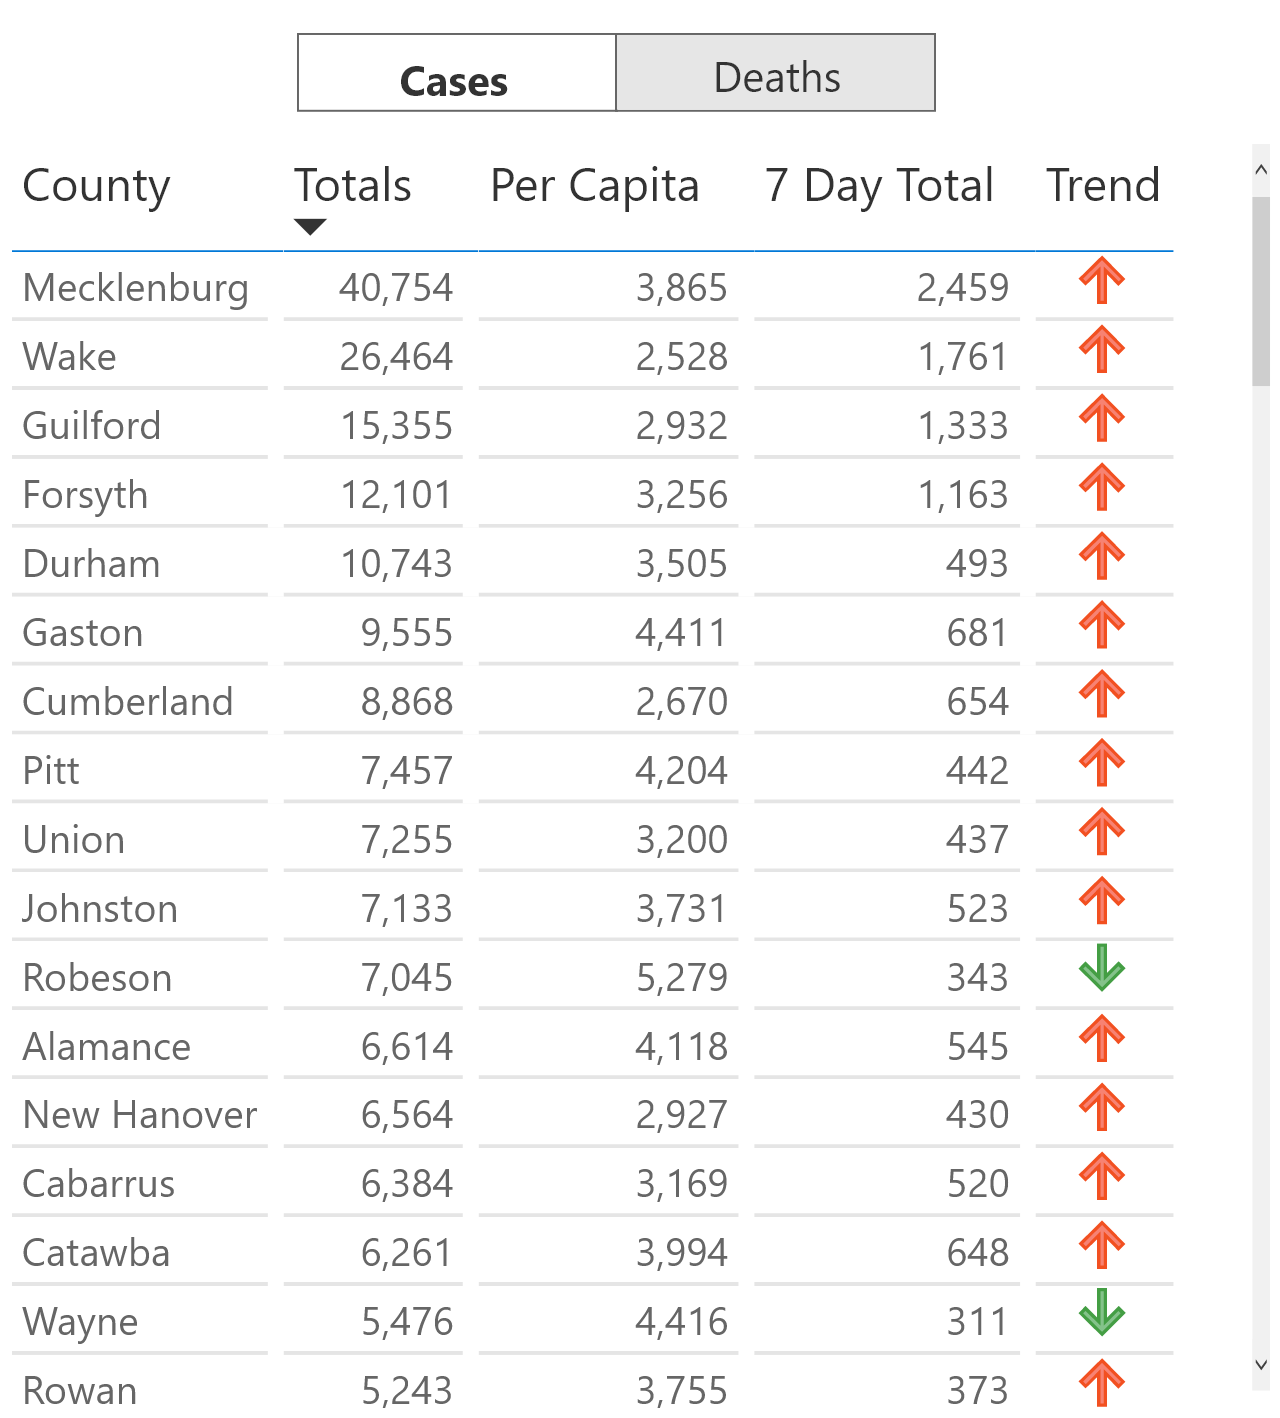 Cases Deaths
County Totals Per Capita 7 Day Total Trend
Mecklenburg 40,754 3,865 2,459
Wake 26,464 2,528 1,761
Guilford 15,355 2,932 1,333
Forsyth 12,101 3,256 1,163
Durham 10,743 3,505 493
Gaston 9,555 4,411 681
Cumberland 8,868 2,670 654
Pitt 7,457 4,204 442
Union 7,255 3,200 437
Johnston 7,133 3,731 523
Robeson 7,045 5,279 343
Alamance 6,614 4,118 545
New Hanover 6,564 2,927 430
Cabarrus 6,384 3,169 520
Catawba 6,261 3,994 648
Wayne 5,476 4,416 311
Rowan 5,243 3,755 373